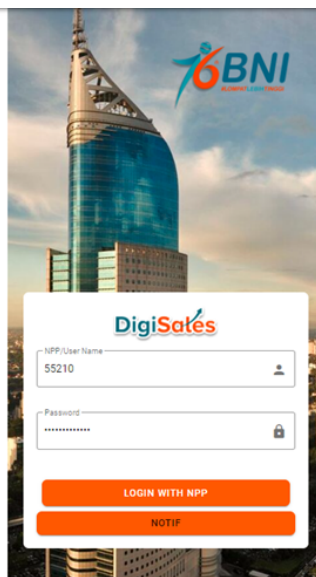 76 BNI
DigiSales
NPP/User Name
55210
Password
•••••••••••••
LOGIN WITH NPP
NOTIF